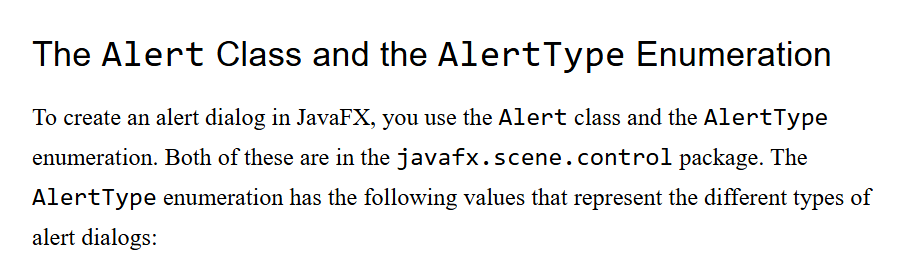 The Alert Class and the AlertType Enumeration
To create an alert dialog in JavaFX, you use the Alert class and the AlertType
enumeration. Both of these are in the javafx.scene.control package. The
AlertType enumeration has the following values that represent the different types of
alert dialogs: